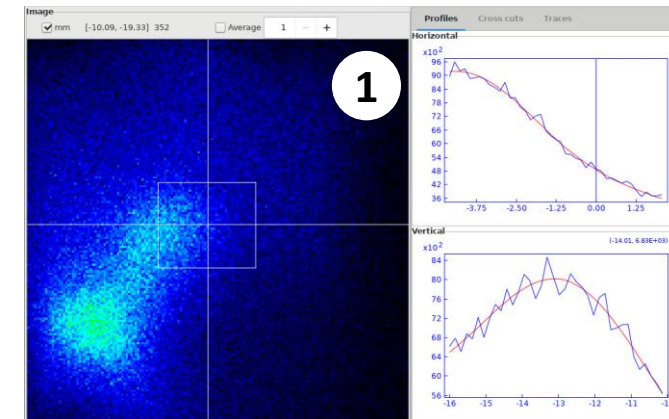 Image
mm [-10.09, -19.33] 352 Average 1 − +
1
Profiles Cross cuts Traces
Horizontal
x10²
96
90
84
78
72
66
60
54
48
42
36
-3.75 -2.50 -1.25 0.00 1.25
Vertical
(-14.01, 6.83E+03)
x10²
84
80
76
72
68
64
60
56
-16 -15 -14 -13 -12 -11 -1